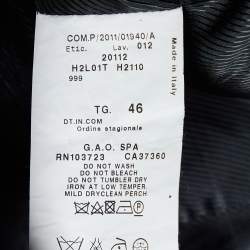 COM.P/2011/01940/A
Etic. Lav. 012
20112
H2L01T H2110
999
Made in Italy
TG. 46
DT.IN.COM
Ordine stagionale
G.A.O. SPA
RN103723 CA37360
DO NOT WASH
DO NOT BLEACH
DO NOT TUMBLE DRY
IRON AT LOW TEMPER.
MILD DRYCLEAN PERCH